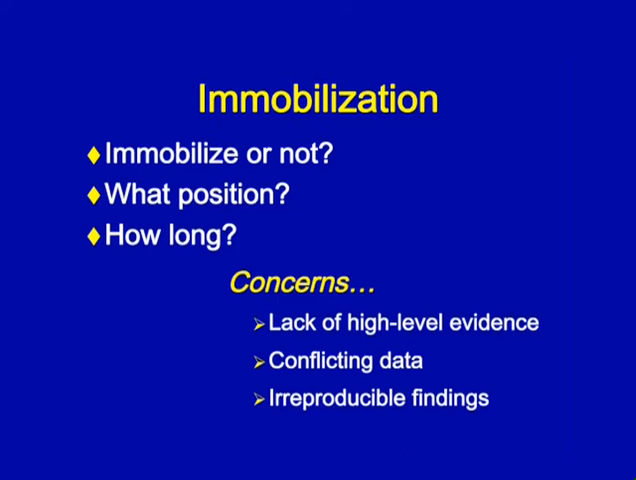 Immobilization
♦Immobilize or not?
♦What position?
♦How long?
Concerns…
➢Lack of high-level evidence
➢Conflicting data
➢Irreproducible findings